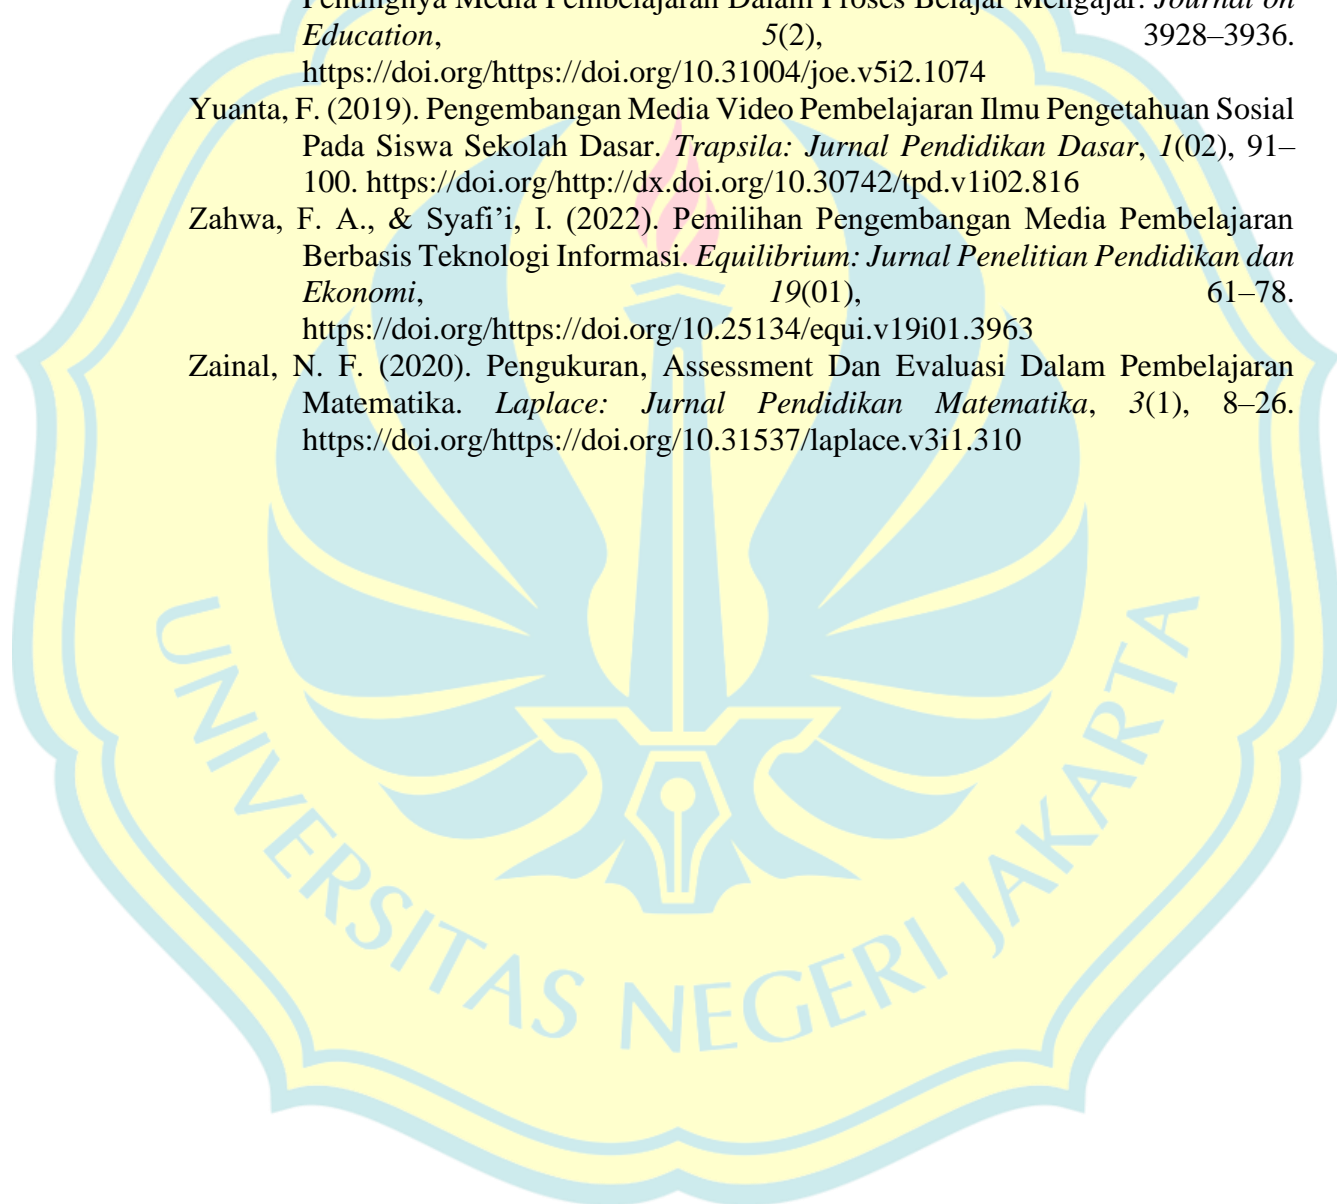 Pentingnya Media Pembelajaran Dalam Proses Belajar Mengajar. Journal on
Education, 5(2), 3928–3936.
https://doi.org/https://doi.org/10.31004/joe.v5i2.1074
Yuanta, F. (2019). Pengembangan Media Video Pembelajaran Ilmu Pengetahuan Sosial
Pada Siswa Sekolah Dasar. Trapsila: Jurnal Pendidikan Dasar, 1(02), 91–
100. https://doi.org/http://dx.doi.org/10.30742/tpd.v1i02.816
Zahwa, F. A., & Syafi’i, I. (2022). Pemilihan Pengembangan Media Pembelajaran
Berbasis Teknologi Informasi. Equilibrium: Jurnal Penelitian Pendidikan dan
Ekonomi, 19(01), 61–78.
https://doi.org/https://doi.org/10.25134/equi.v19i01.3963
Zainal, N. F. (2020). Pengukuran, Assessment Dan Evaluasi Dalam Pembelajaran
Matematika. Laplace: Jurnal Pendidikan Matematika, 3(1), 8–26.
https://doi.org/https://doi.org/10.31537/laplace.v3i1.310
UNIVERSITAS NEGERI JAKARTA